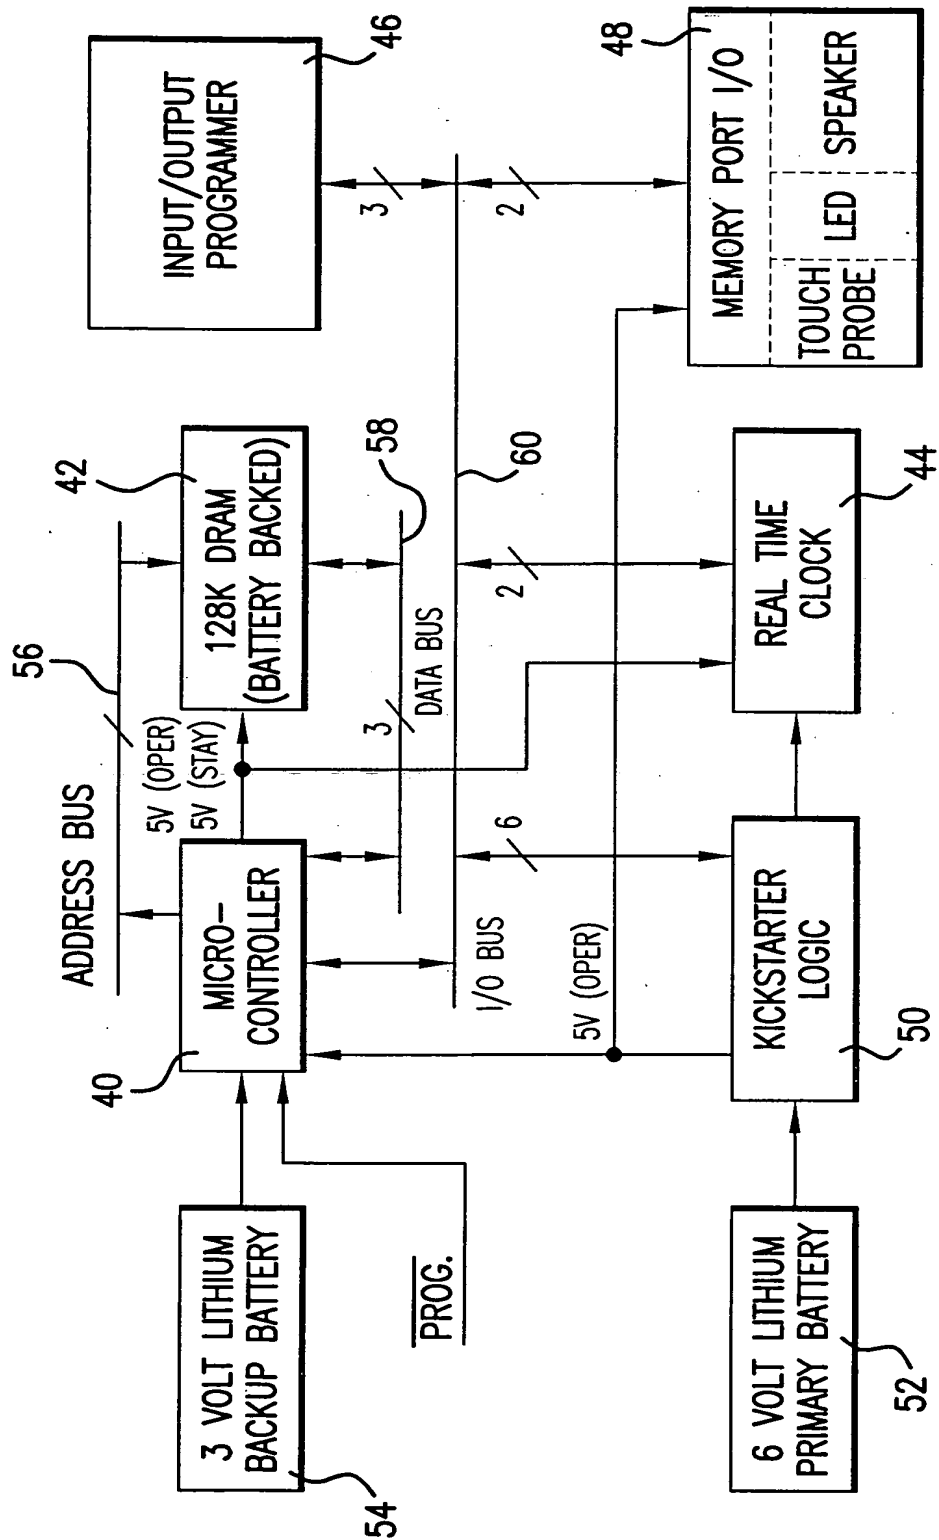 ADDRESS BUS
56
40
MICRO-
CONTROLLER
5V (OPER)
5V (STAY)
42
128K DRAM
(BATTERY BACKED)
INPUT/OUTPUT
PROGRAMMER
46
3 VOLT LITHIUM
BACKUP BATTERY
54
PROG.
3
DATA BUS
58
I/O BUS
60
3
6
2
2
5V (OPER)
6 VOLT LITHIUM
PRIMARY BATTERY
52
KICKSTARTER
LOGIC
50
REAL TIME
CLOCK
44
48
MEMORY PORT I/O
TOUCH
PROBE
LED
SPEAKER